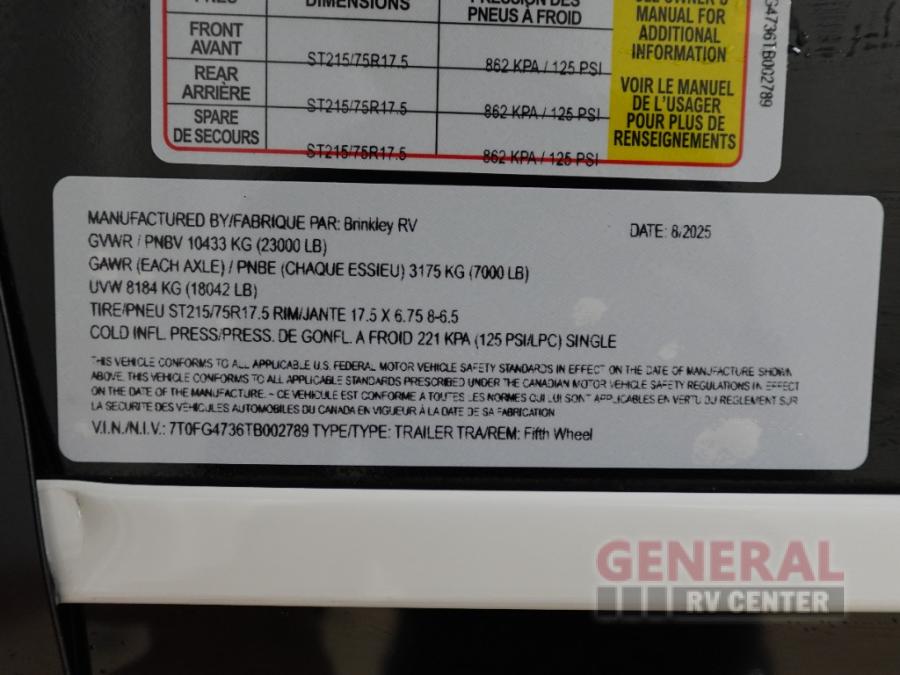 DIMENSIONS
PNEUS À FROID
FRONT
AVANT
ST215/75R17.5
862 KPA / 125 PSI
REAR
ARRIÈRE
ST215/75R17.5
862 KPA / 125 PSI
SPARE
DE SECOURS
ST215/75R17.5
862 KPA / 125 PSI
SEE OWNER'S
MANUAL FOR
ADDITIONAL
INFORMATION
VOIR LE MANUEL
DE L'USAGER
POUR PLUS DE
RENSEIGNEMENTS
G4736TB002789
MANUFACTURED BY/FABRIQUE PAR: Brinkley RV
DATE: 8/2025
GVWR / PNBV 10433 KG (23000 LB)
GAWR (EACH AXLE) / PNBE (CHAQUE ESSIEU) 3175 KG (7000 LB)
UVW 8184 KG (18042 LB)
TIRE/PNEU ST215/75R17.5 RIM/JANTE 17.5 X 6.75 8-6.5
COLD INFL. PRESS/PRESS. DE GONFL. A FROID 221 KPA (125 PSI/LPC) SINGLE
THIS VEHICLE CONFORMS TO ALL APPLICABLE U.S. FEDERAL MOTOR VEHICLE SAFETY STANDARDS IN EFFECT ON THE DATE OF MANUFACTURE SHOWN
ABOVE. THIS VEHICLE CONFORMS TO ALL APPLICABLE STANDARDS PRESCRIBED UNDER THE CANADIAN MOTOR VEHICLE SAFETY REGULATIONS IN EFFECT
ON THE DATE OF THE MANUFACTURE. - CE VEHICULE EST CONFORME A TOUTES LES NORMES QUI LUI SONT APPLICABLES EN VERTU DU REGLEMENT SUR
LA SECURITE DES VEHICULES AUTOMOBILES DU CANADA EN VIGUEUR À LA DATE DE SA FABRICATION
V.I.N./N.I.V.: 7T0FG4736TB002789 TYPE/TYPE: TRAILER TRA/REM: Fifth Wheel
GENERAL
RV CENTER